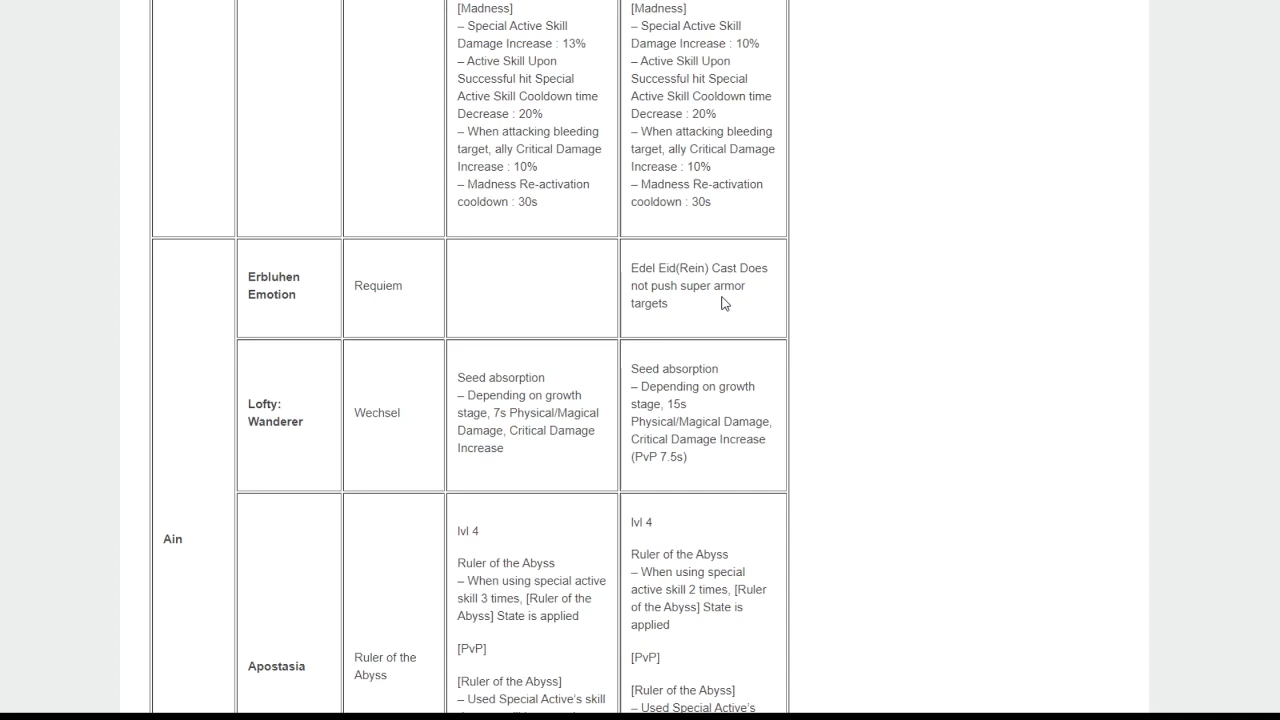 [Madness]
– Special Active Skill
Damage Increase : 13%
– Active Skill Upon
Successful hit Special
Active Skill Cooldown time
Decrease : 20%
– When attacking bleeding
target, ally Critical Damage
Increase : 10%
– Madness Re-activation
cooldown : 30s
[Madness]
– Special Active Skill
Damage Increase : 10%
– Active Skill Upon
Successful hit Special
Active Skill Cooldown time
Decrease : 20%
– When attacking bleeding
target, ally Critical Damage
Increase : 10%
– Madness Re-activation
cooldown : 30s
Ain
Erbluhen
Emotion
Requiem
Edel Eid(Rein) Cast Does
not push super armor
targets
Lofty:
Wanderer
Wechsel
Seed absorption
– Depending on growth
stage, 7s Physical/Magical
Damage, Critical Damage
Increase
Seed absorption
– Depending on growth
stage, 15s
Physical/Magical Damage,
Critical Damage Increase
(PvP 7.5s)
Apostasia
Ruler of the
Abyss
lvl 4
Ruler of the Abyss
– When using special active
skill 3 times, [Ruler of the
Abyss] State is applied
[PvP]
[Ruler of the Abyss]
– Used Special Active's skill
lvl 4
Ruler of the Abyss
– When using special
active skill 2 times, [Ruler
of the Abyss] State is
applied
[PvP]
[Ruler of the Abyss]
– Used Special Active's